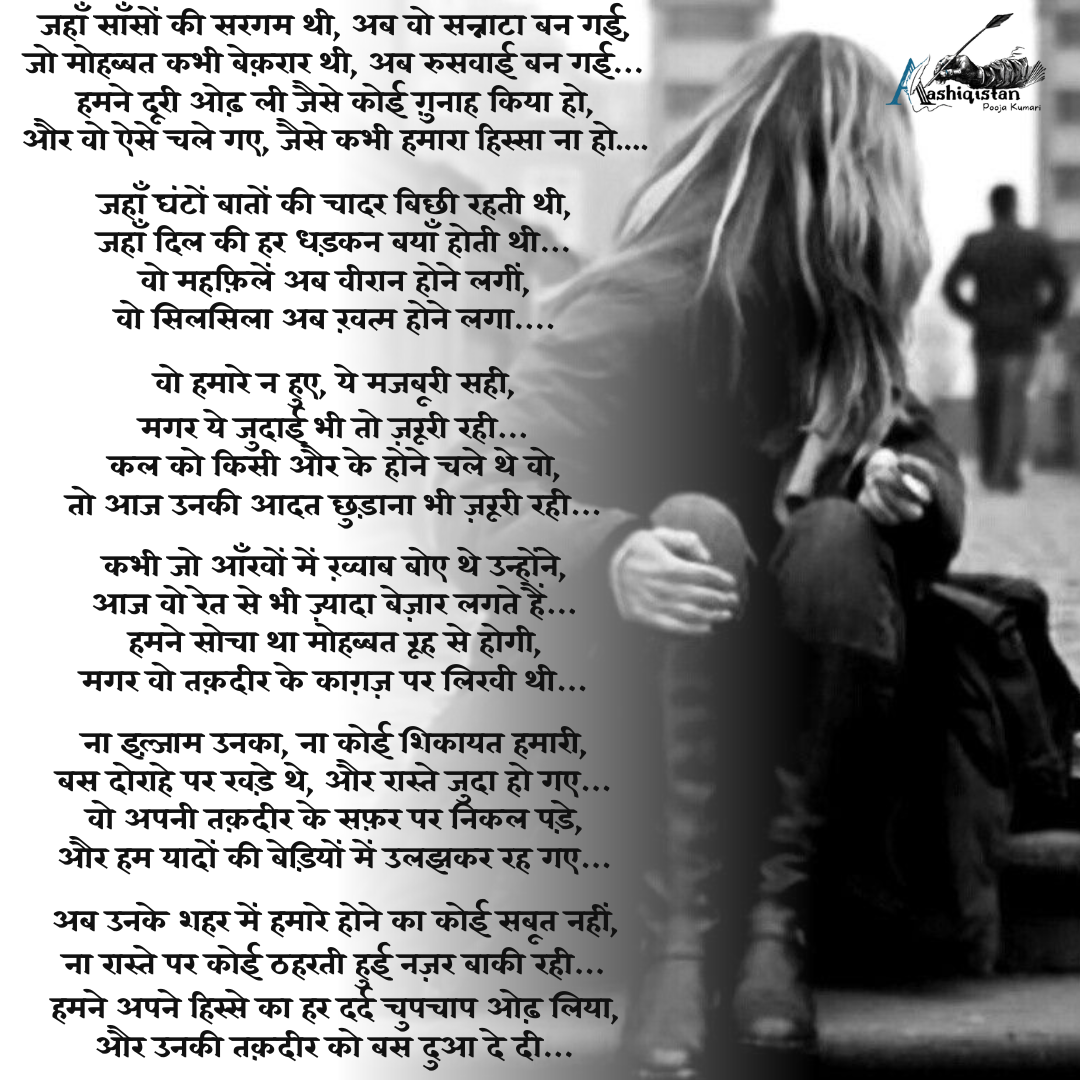 जहाँ साँसों की सरगम थी, अब वो सन्नाटा बन गई,
जो मोहब्बत कभी बेक़रार थी, अब रुसवाई बन गई...
हमने दूरी ओढ़ ली जैसे कोई गुनाह किया हो,
और वो ऐसे चले गए, जैसे कभी हमारा हिस्सा ना हो....
Aashiqistan
Pooja Kumari
जहाँ घंटों बातों की चादर बिछी रहती थी,
जहाँ दिल की हर धड़कन बयाँ होती थी...
वो महफ़िलें अब वीरान होने लगीं,
वो सिलसिला अब ख़त्म होने लगा....
वो हमारे न हुए, ये मजबूरी सही,
मगर ये जुदाई भी तो ज़रूरी रही...
कल को किसी और के होने चले थे वो,
तो आज उनकी आदत छुड़ाना भी ज़रूरी रही...
कभी जो आँखों में ख़्वाब बोए थे उन्होंने,
आज वो रेत से भी ज़्यादा बेज़ार लगते हैं...
हमने सोचा था मोहब्बत रूह से होगी,
मगर वो तक़दीर के काग़ज़ पर लिखी थी...
ना इल्जाम उनका, ना कोई शिकायत हमारी,
बस दोराहे पर खड़े थे, और रास्ते जुदा हो गए...
वो अपनी तक़दीर के सफ़र पर निकल पड़े,
और हम यादों की बेड़ियों में उलझकर रह गए...
अब उनके शहर में हमारे होने का कोई सबूत नहीं,
ना रास्ते पर कोई ठहरती हुई नज़र बाकी रही...
हमने अपने हिस्से का हर दर्द चुपचाप ओढ़ लिया,
और उनकी तक़दीर को बस दुआ दे दी...